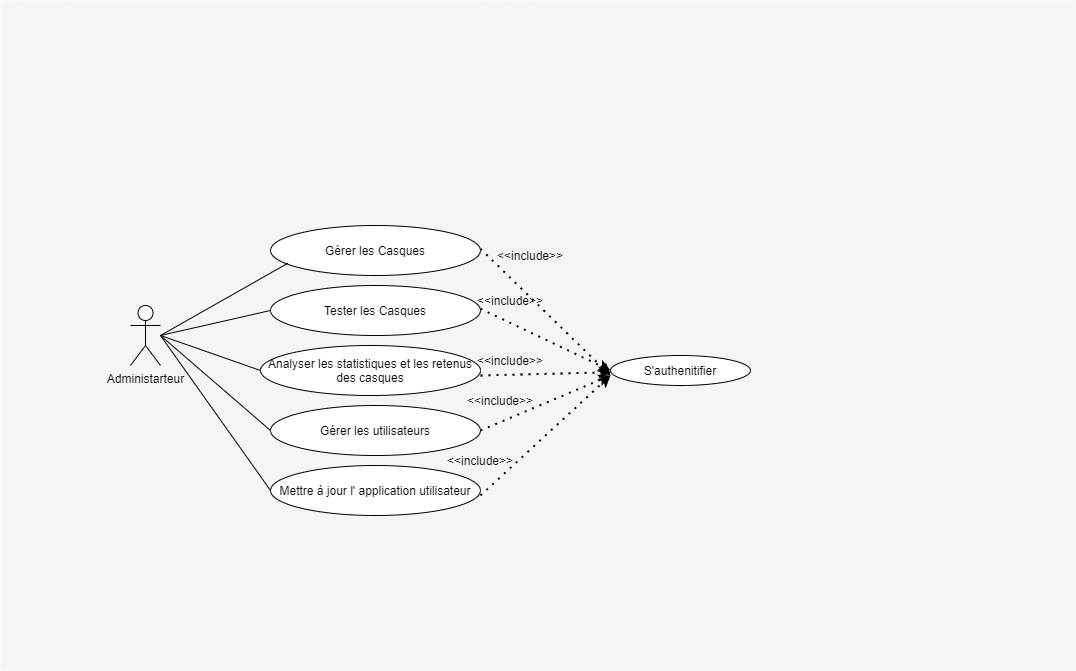 Gérer les Casques
<<include>>
Tester les Casques
<<include>>
Administarteur
Analyser les statistiques et les retenus
des casques
<<include>>
S'authenitifier
Gérer les utilisateurs
<<include>>
Mettre à jour l' application utilisateur
<<include>>